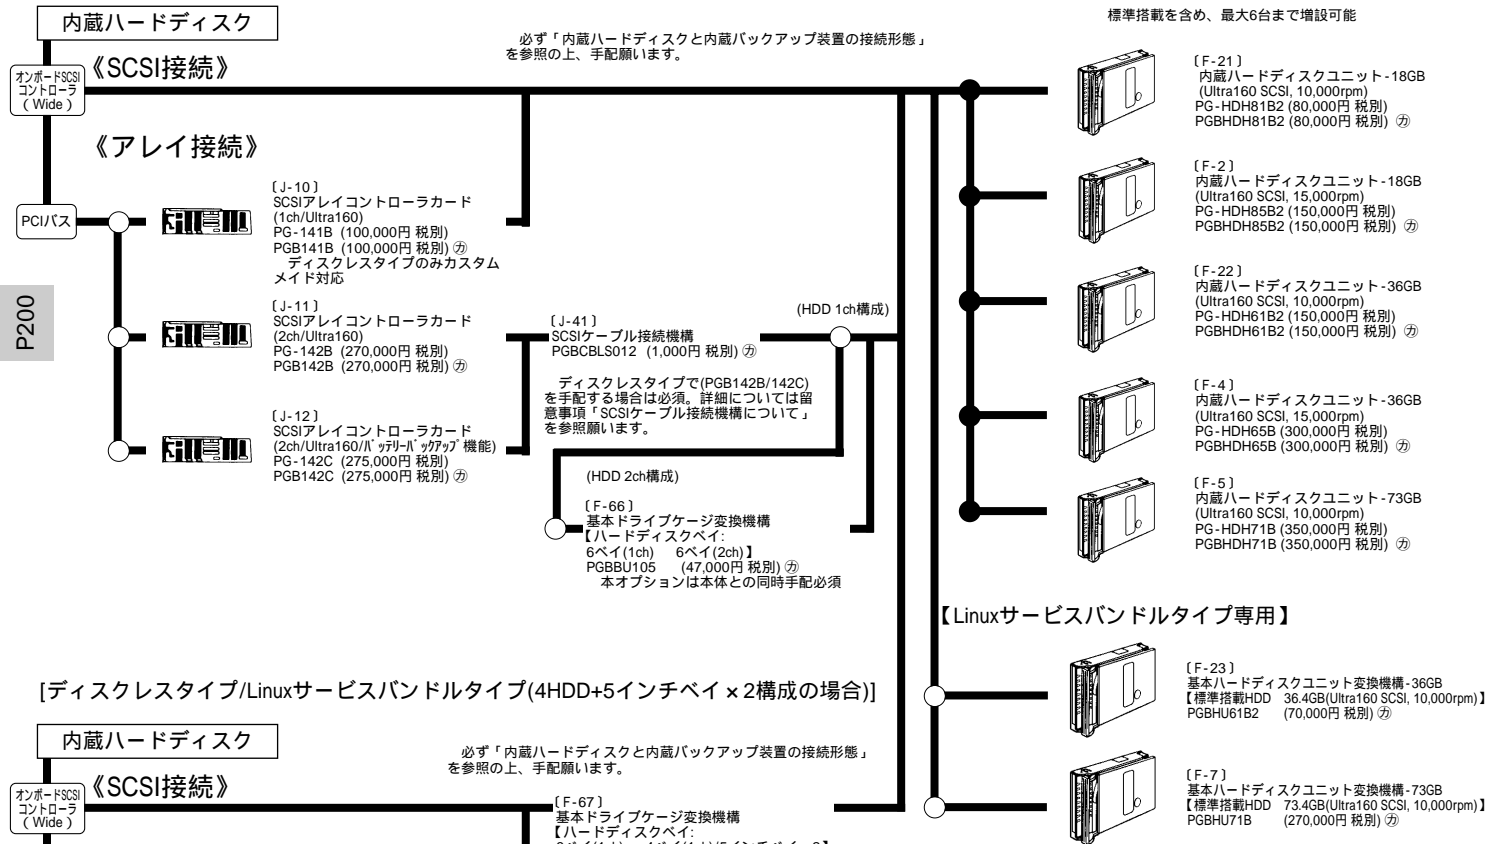 内蔵ハードディスク
オンボードSCSI
コントローラ
(Wide)
《SCSI接続》
必ず「内蔵ハードディスクと内蔵バックアップ装置の接続形態」
を参照の上、手配願います。
《アレイ接続》
PCIバス
〔J-10〕
SCSIアレイコントローラカード
(1ch/Ultra160)
PG-141B (100,000円 税別)
PGB141B (100,000円 税別) ㋕
ディスクレスタイプのみカスタム
メイド対応
P200
〔J-11〕
SCSIアレイコントローラカード
(2ch/Ultra160)
PG-142B (270,000円 税別)
PGB142B (270,000円 税別) ㋕
〔J-12〕
SCSIアレイコントローラカード
(2ch/Ultra160/ﾊﾞｯﾃﾘｰﾊﾞｯｸｱｯﾌﾟ機能)
PG-142C (275,000円 税別)
PGB142C (275,000円 税別) ㋕
〔J-41〕
SCSIケーブル接続機構
PGBCBLS012 (1,000円 税別) ㋕
ディスクレスタイプで(PGB142B/142C)
を手配する場合は必須。詳細については留
意事項「SCSIケーブル接続機構について」
を参照願います。
(HDD 1ch構成)
(HDD 2ch構成)
〔F-66〕
基本ドライブケージ変換機構
【ハードディスクベイ:
6ベイ(1ch) 6ベイ(2ch)】
PGBBU105 (47,000円 税別) ㋕
本オプションは本体との同時手配必須
標準搭載を含め、最大6台まで増設可能
〔F-21〕
内蔵ハードディスクユニット-18GB
(Ultra160 SCSI, 10,000rpm)
PG-HDH81B2 (80,000円 税別)
PGBHDH81B2 (80,000円 税別) ㋕
〔F-2〕
内蔵ハードディスクユニット-18GB
(Ultra160 SCSI, 15,000rpm)
PG-HDH85B2 (150,000円 税別)
PGBHDH85B2 (150,000円 税別) ㋕
〔F-22〕
内蔵ハードディスクユニット-36GB
(Ultra160 SCSI, 10,000rpm)
PG-HDH61B2 (150,000円 税別)
PGBHDH61B2 (150,000円 税別) ㋕
〔F-4〕
内蔵ハードディスクユニット-36GB
(Ultra160 SCSI, 15,000rpm)
PG-HDH65B (300,000円 税別)
PGBHDH65B (300,000円 税別) ㋕
〔F-5〕
内蔵ハードディスクユニット-73GB
(Ultra160 SCSI, 10,000rpm)
PG-HDH71B (350,000円 税別)
PGBHDH71B (350,000円 税別) ㋕
【Linuxサービスバンドルタイプ専用】
〔F-23〕
基本ハードディスクユニット変換機構-36GB
【標準搭載HDD 36.4GB(Ultra160 SCSI, 10,000rpm)】
PGBHU61B2 (70,000円 税別) ㋕
〔F-7〕
基本ハードディスクユニット変換機構-73GB
【標準搭載HDD 73.4GB(Ultra160 SCSI, 10,000rpm)】
PGBHU71B (270,000円 税別) ㋕
[ディスクレスタイプ/Linuxサービスバンドルタイプ(4HDD+5インチベイ×2構成の場合)]
内蔵ハードディスク
オンボードSCSI
コントローラ
(Wide)
《SCSI接続》
必ず「内蔵ハードディスクと内蔵バックアップ装置の接続形態」
を参照の上、手配願います。
〔F-67〕
基本ドライブケージ変換機構
【ハードディスクベイ: